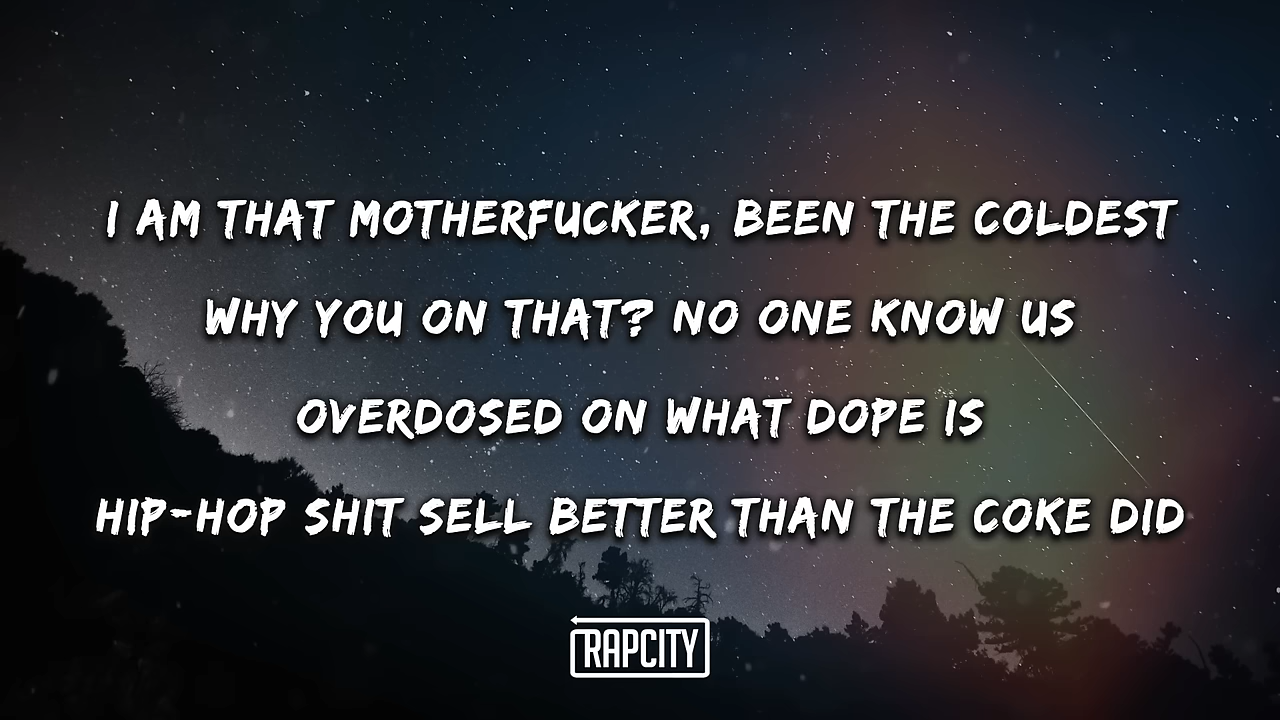 I AM THAT MOTHERFUCKER, BEEN THE COLDEST
WHY YOU ON THAT? NO ONE KNOW US
OVERDOSED ON WHAT DOPE IS
HIP-HOP SHIT SELL BETTER THAN THE COKE DID
RAPCITY